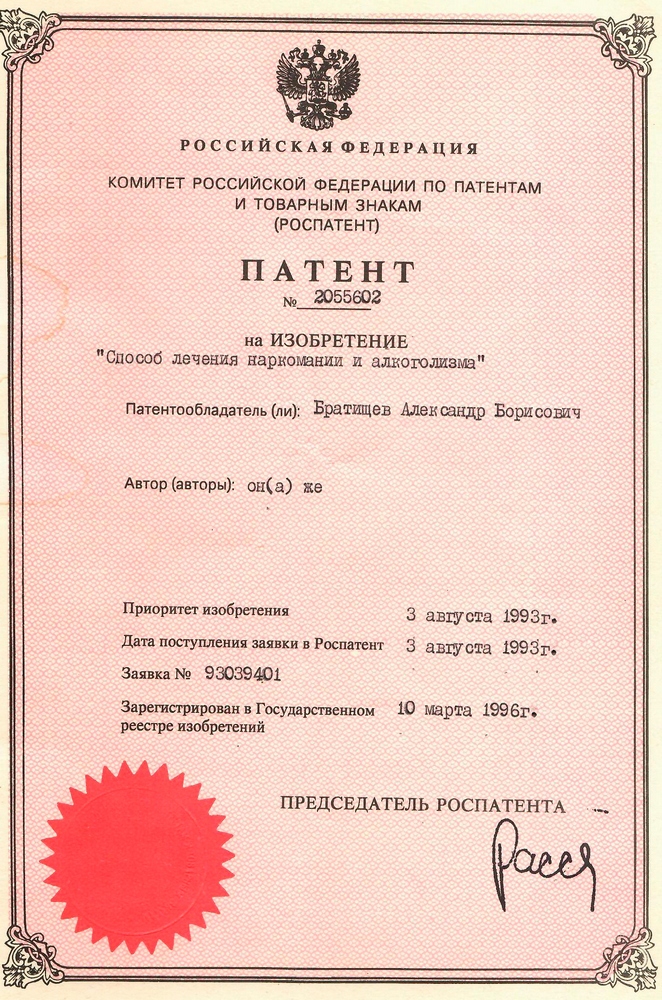 РОССИЙСКАЯ ФЕДЕРАЦИЯ
КОМИТЕТ РОССИЙСКОЙ ФЕДЕРАЦИИ ПО ПАТЕНТАМ
И ТОВАРНЫМ ЗНАКАМ
(РОСПАТЕНТ)
ПАТЕНТ
№ 2055602
на ИЗОБРЕТЕНИЕ
"Способ лечения наркомании и алкоголизма"
Патентообладатель (ли): Братищев Александр Борисович
Автор (авторы): он(а) же
Приоритет изобретения 3 августа 1993г.
Дата поступления заявки в Роспатент 3 августа 1993г.
Заявка № 93039401
Зарегистрирован в Государственном 10 марта 1996г.
реестре изобретений
ПРЕДСЕДАТЕЛЬ РОСПАТЕНТА